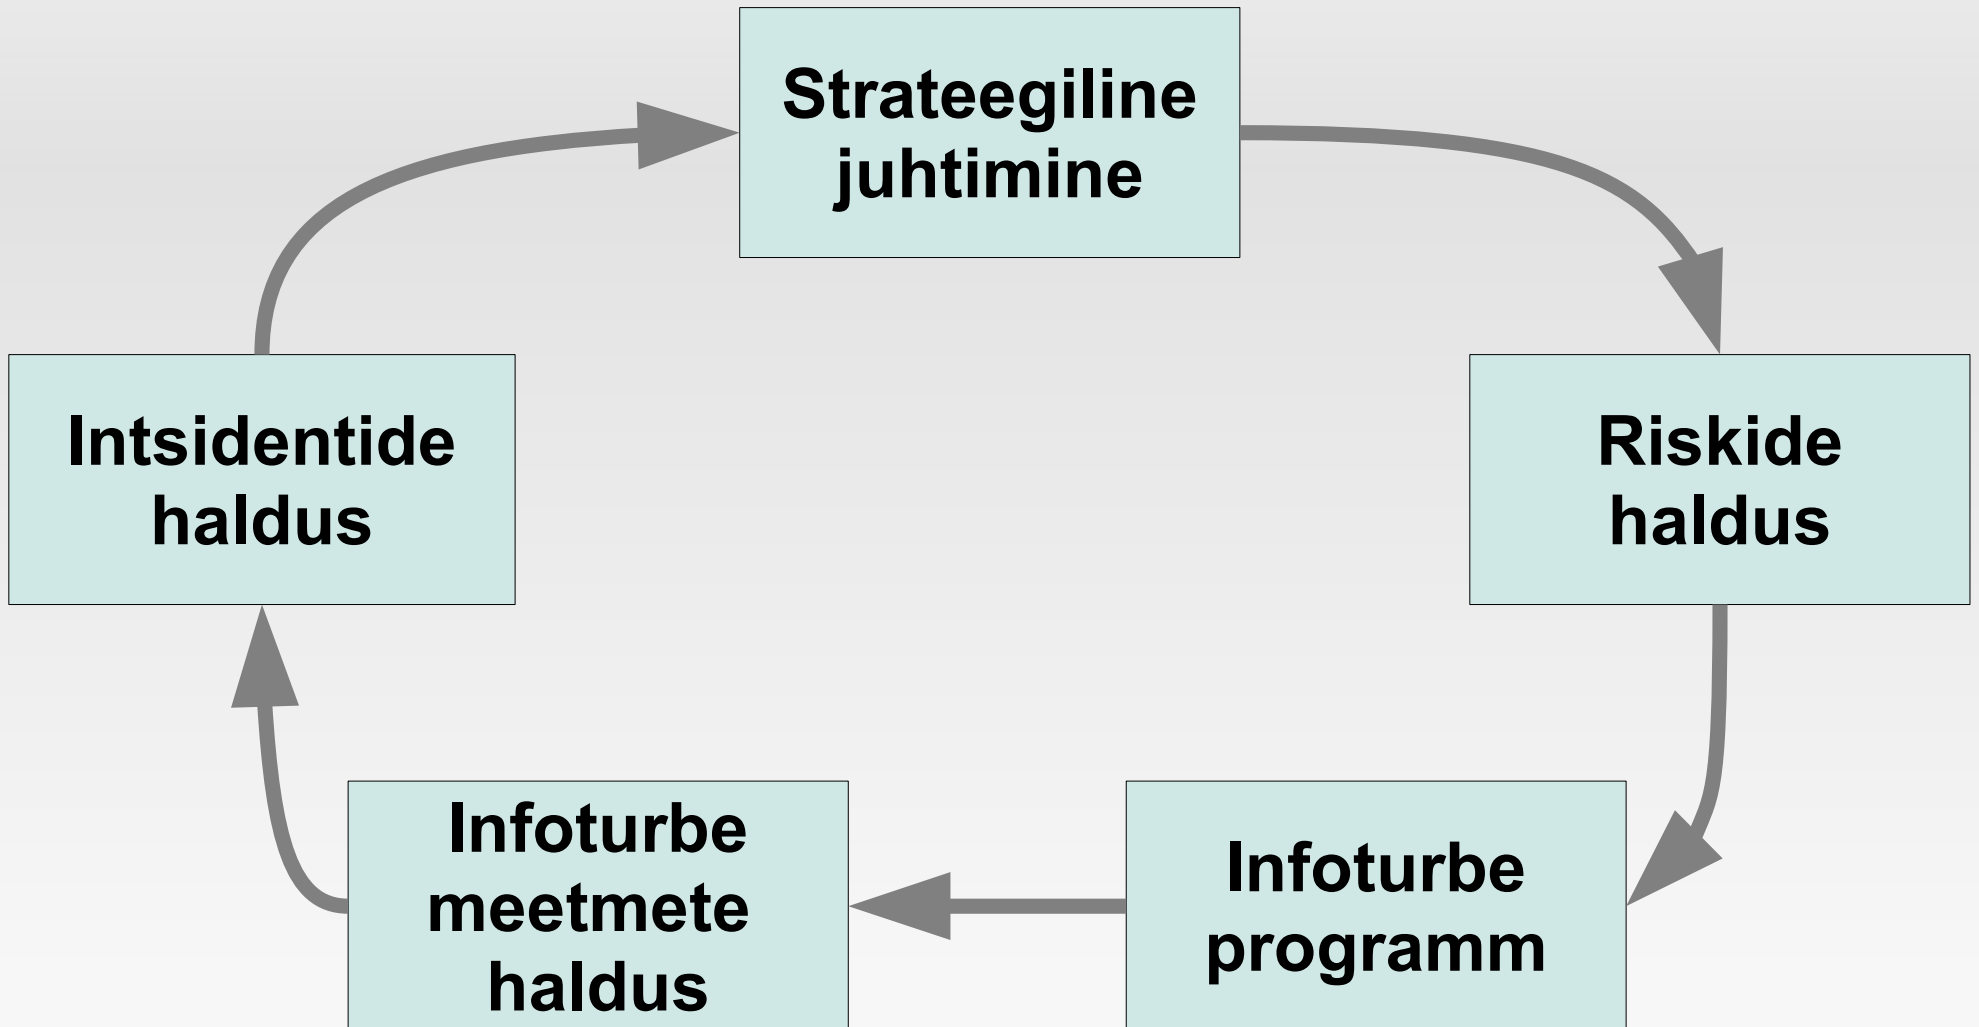 Strateegiline
juhtimine
Intsidentide
haldus
Riskide
haldus
Infoturbe
meetmete
haldus
Infoturbe
programm